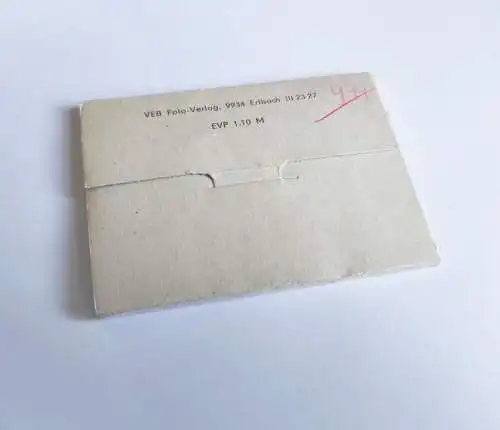 VEB Foto-Verlag, 9934 Erlbach III 23 27
EVP 1.10 M